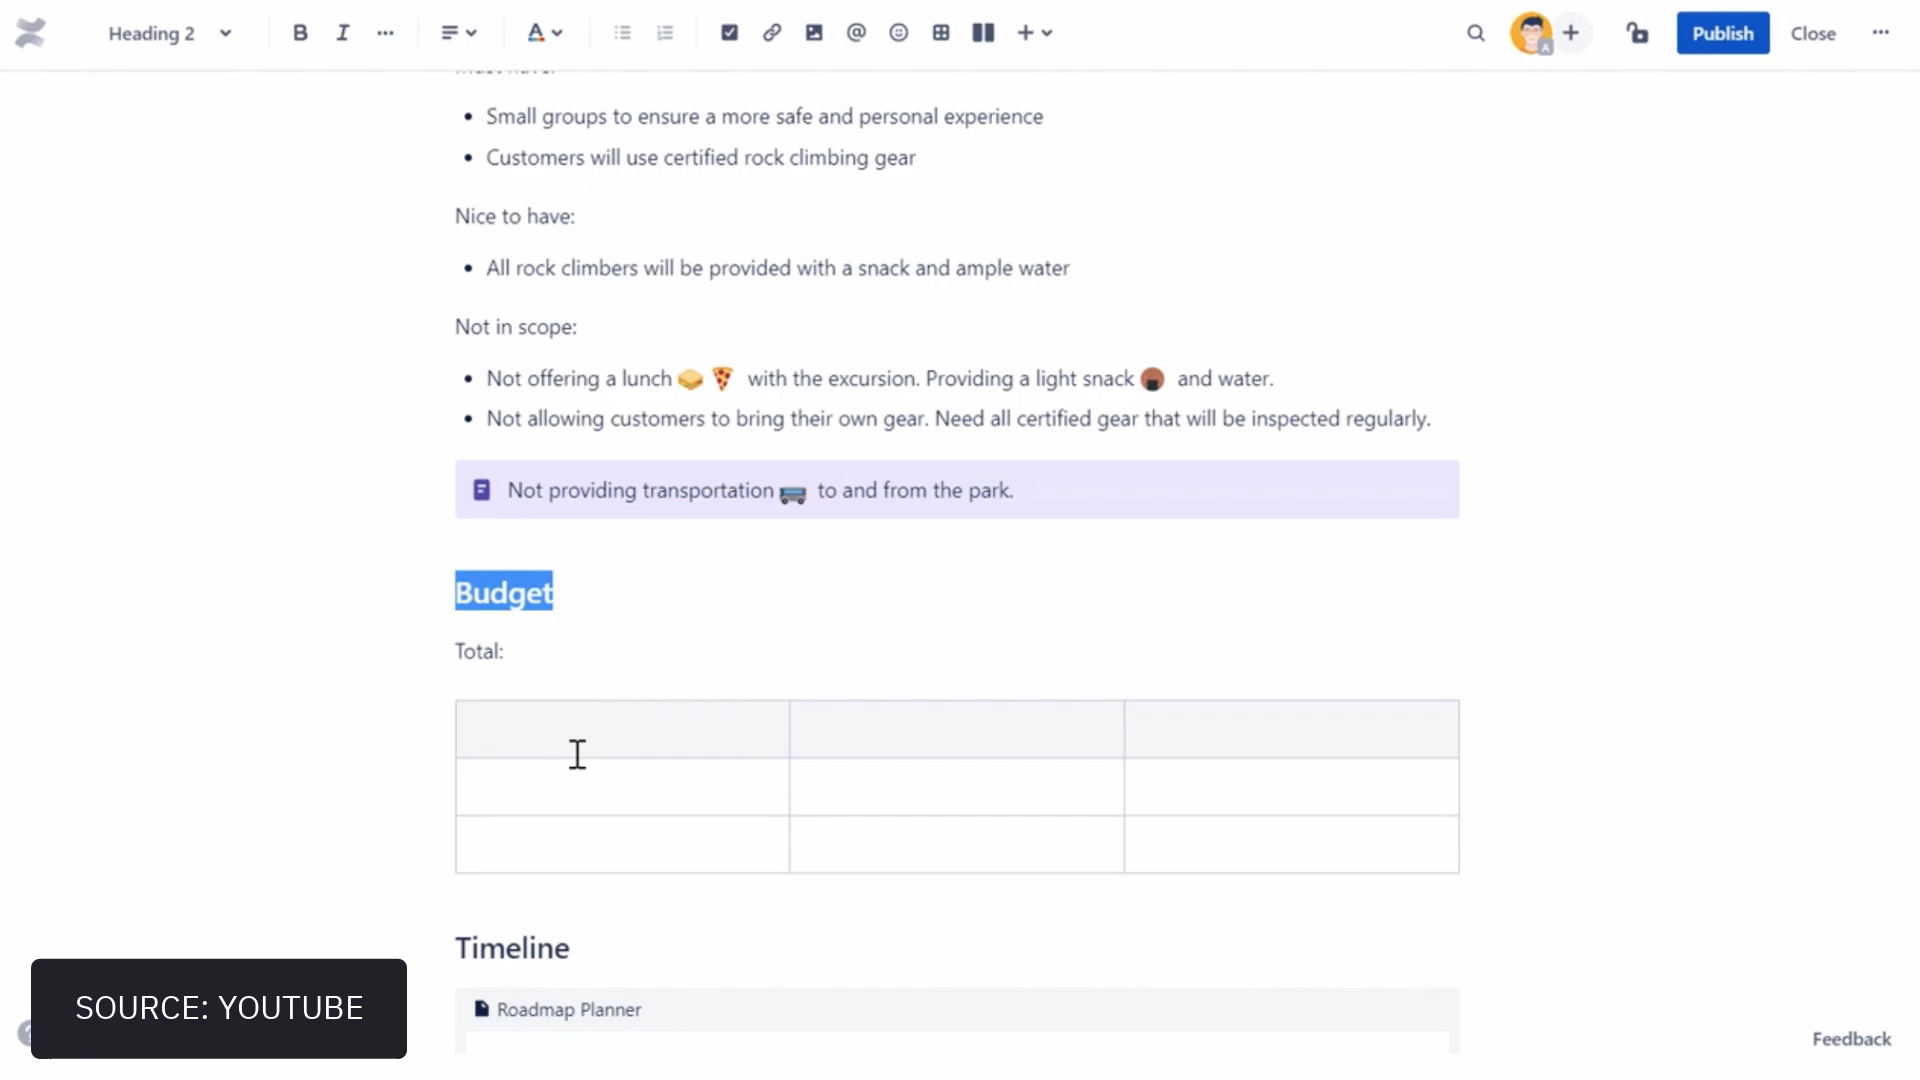 Heading 2
B
I
A
@
Publish
Close
A
Small groups to ensure a more safe and personal experience
Customers will use certified rock climbing gear
Nice to have:
All rock climbers will be provided with a snack and ample water
Not in scope:
Not offering a lunch with the excursion. Providing a light snack and water.
Not allowing customers to bring their own gear. Need all certified gear that will be inspected regularly.
Not providing transportation to and from the park.
Budget
Total:
Timeline
Roadmap Planner
SOURCE: YOUTUBE
Feedback